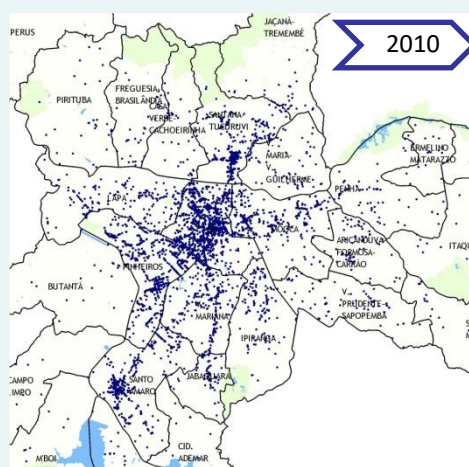 2010
JAÇANÃ-
TREMEMBÉ
PERUS
FREGUESIA
BRASILÂNDIA
PIRITUBA
CASA
VERDE-
CACHOEIRINHA
SANTANA
TUCURUVI
V.
MARIA-
V.
GUILHERME
ERMELINO
MATARAZZO
PENHA
LAPA
MOOCA
ARICANDUVA-
FORMOSA-
CARRÃO
ITAQ
PINHEIROS
BUTANTÃ
V.
PRUDENTE-
SAPOPEMBA
MARIANA
IPIRANGA
CAMPO
LIMPO
SANTO
AMARO
JABAQUARA
M'BOI
CID.
ADEMAR